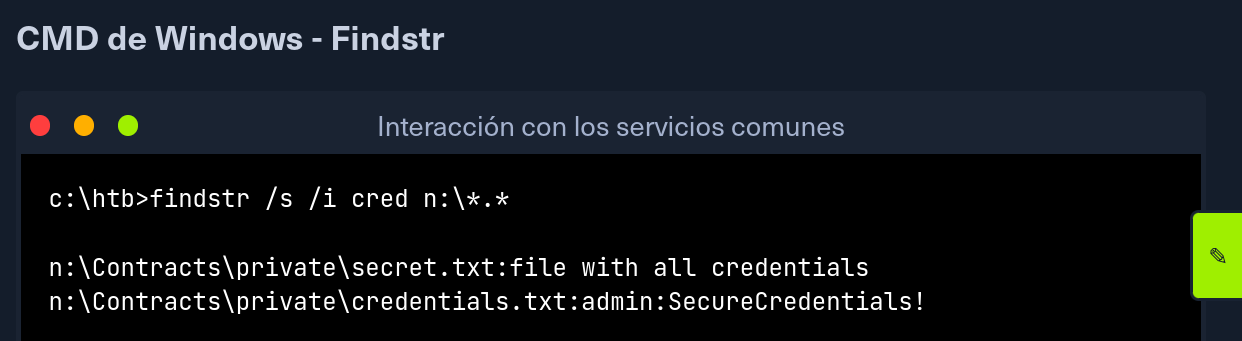 CMD de Windows - Findstr
Interacción con los servicios comunes
c:\htb>findstr /s /i cred n:\*.*
n:\Contracts\private\secret.txt:file with all credentials
n:\Contracts\private\credentials.txt:admin:SecureCredentials!